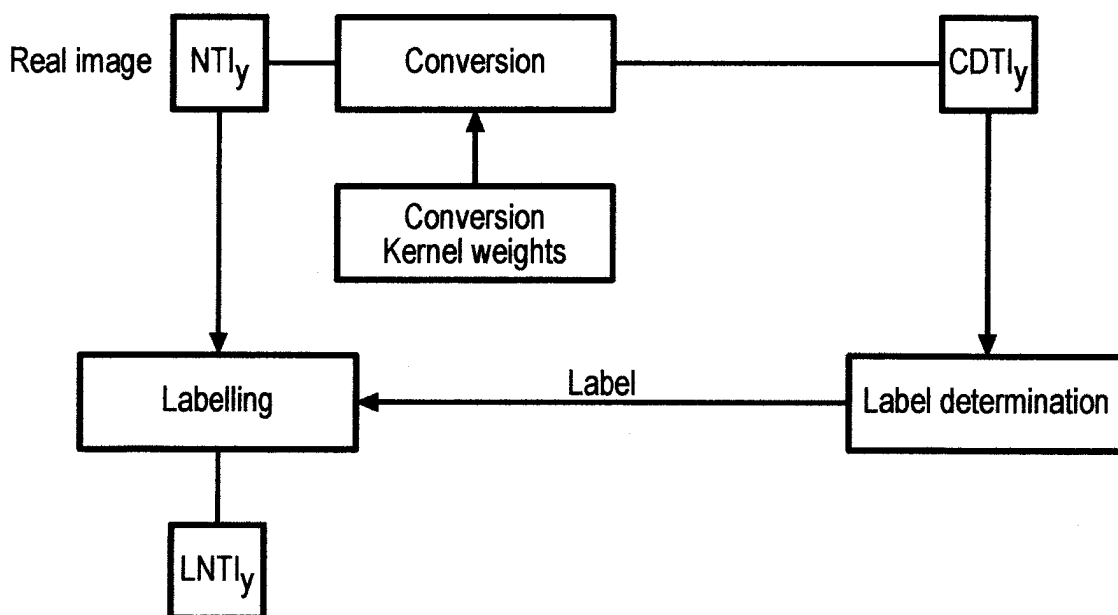 Real image
NTIy
Conversion
CDTIy
Conversion
Kernel weights
Labelling
Label
Label determination
LNTIy